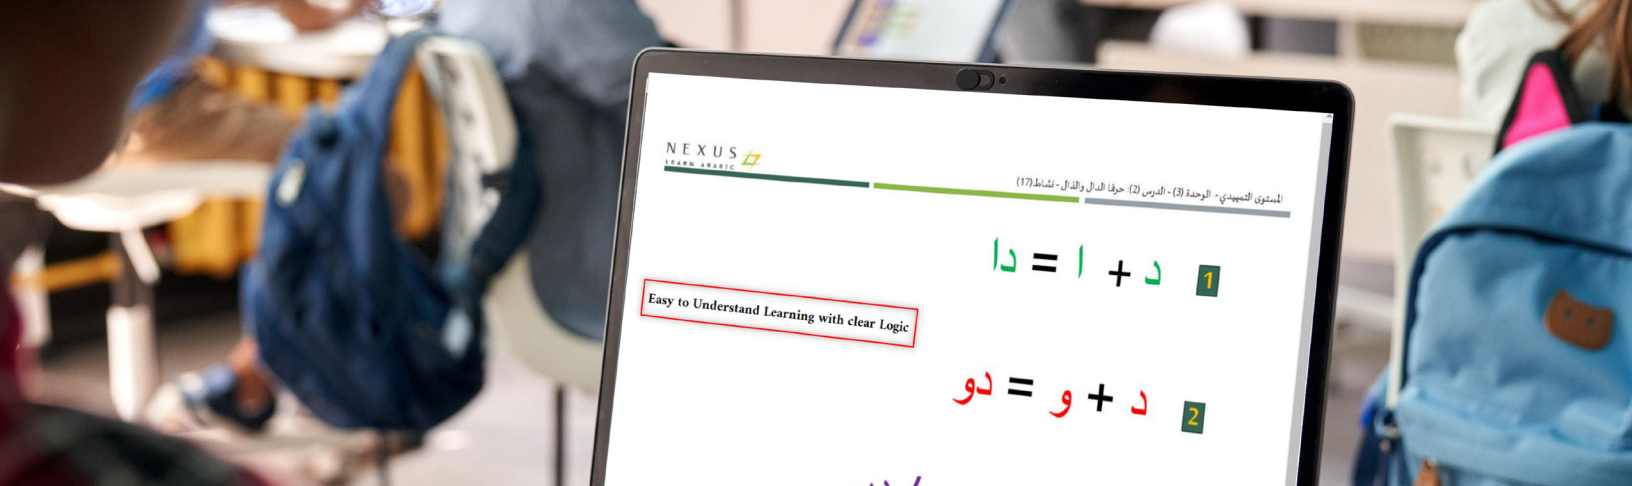 NEXUS
LEARN ARABIC
المستوى التمهيدي - الوحدة (3) - الدرس (2): حرفا الدال والذال - نشاط(17)
1 د + ا = دا
Easy to Understand Learning with clear Logic
2 د + و = دو